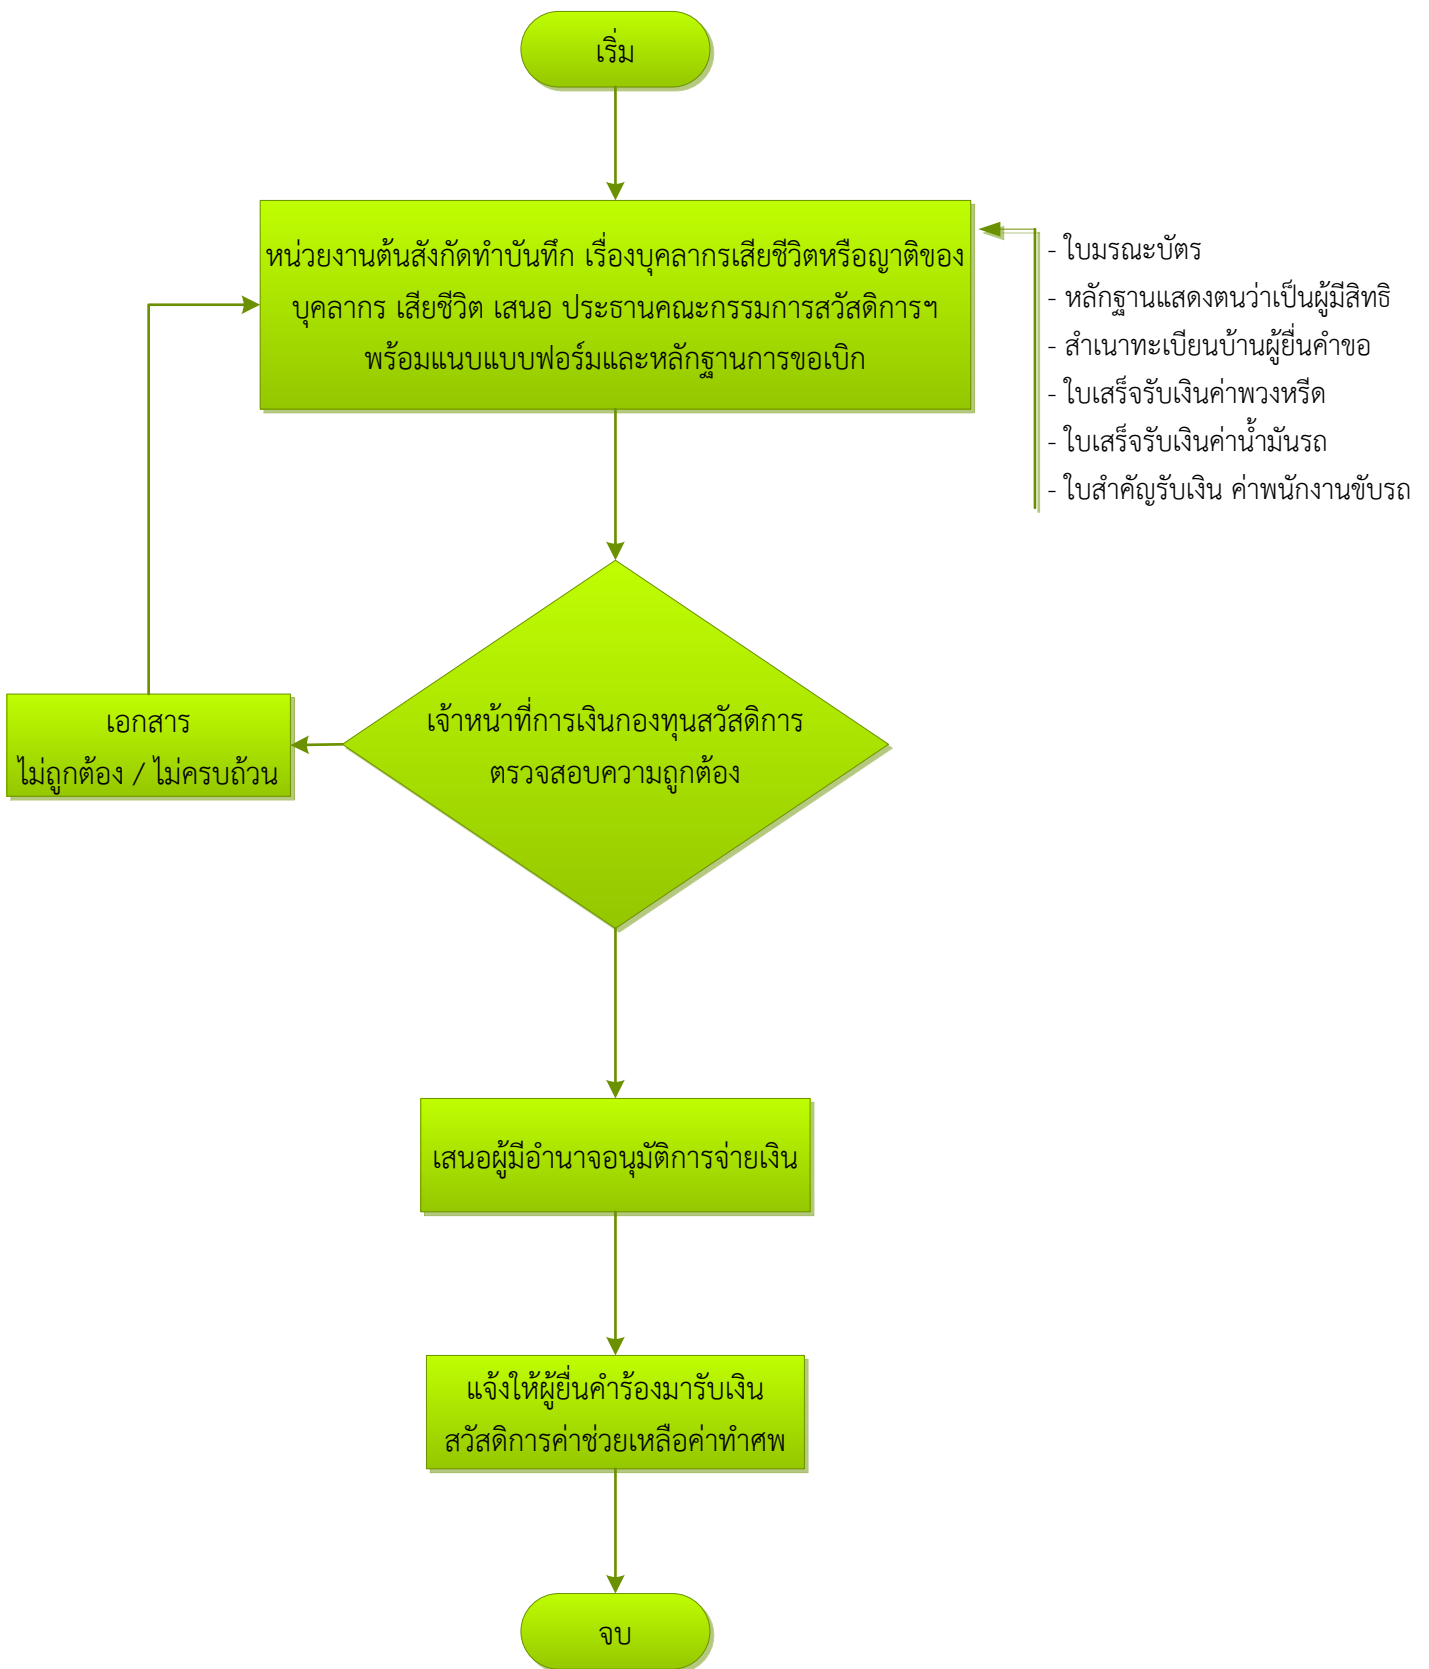 เริ่ม
หน่วยงานต้นสังกัดทำบันทึก เรื่องบุคลากรเสียชีวิตหรือญาติของ
บุคลากร เสียชีวิต เสนอ ประธานคณะกรรมการสวัสดิการฯ
พร้อมแนบแบบฟอร์มและหลักฐานการขอเบิก
- ใบมรณะบัตร
- หลักฐานแสดงตนว่าเป็นผู้มีสิทธิ
- สำเนาทะเบียนบ้านผู้ยื่นคำขอ
- ใบเสร็จรับเงินค่าพวงหรีด
- ใบเสร็จรับเงินค่าน้ำมันรถ
- ใบสำคัญรับเงิน ค่าพนักงานขับรถ
เอกสาร
ไม่ถูกต้อง / ไม่ครบถ้วน
เจ้าหน้าที่การเงินกองทุนสวัสดิการ
ตรวจสอบความถูกต้อง
เสนอผู้มีอำนาจอนุมัติการจ่ายเงิน
แจ้งให้ผู้ยื่นคำร้องมารับเงิน
สวัสดิการค่าช่วยเหลือค่าทำศพ
จบ